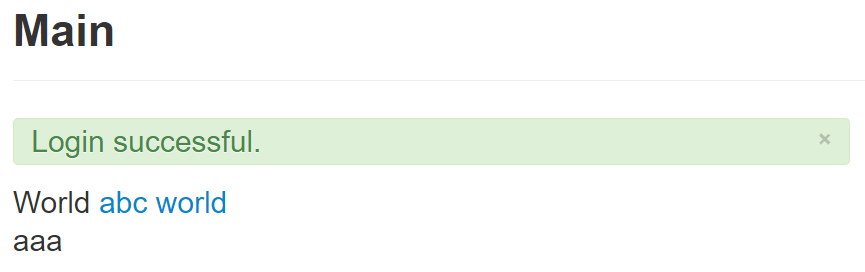 Main
Login successful. ×
World abc world
aaa